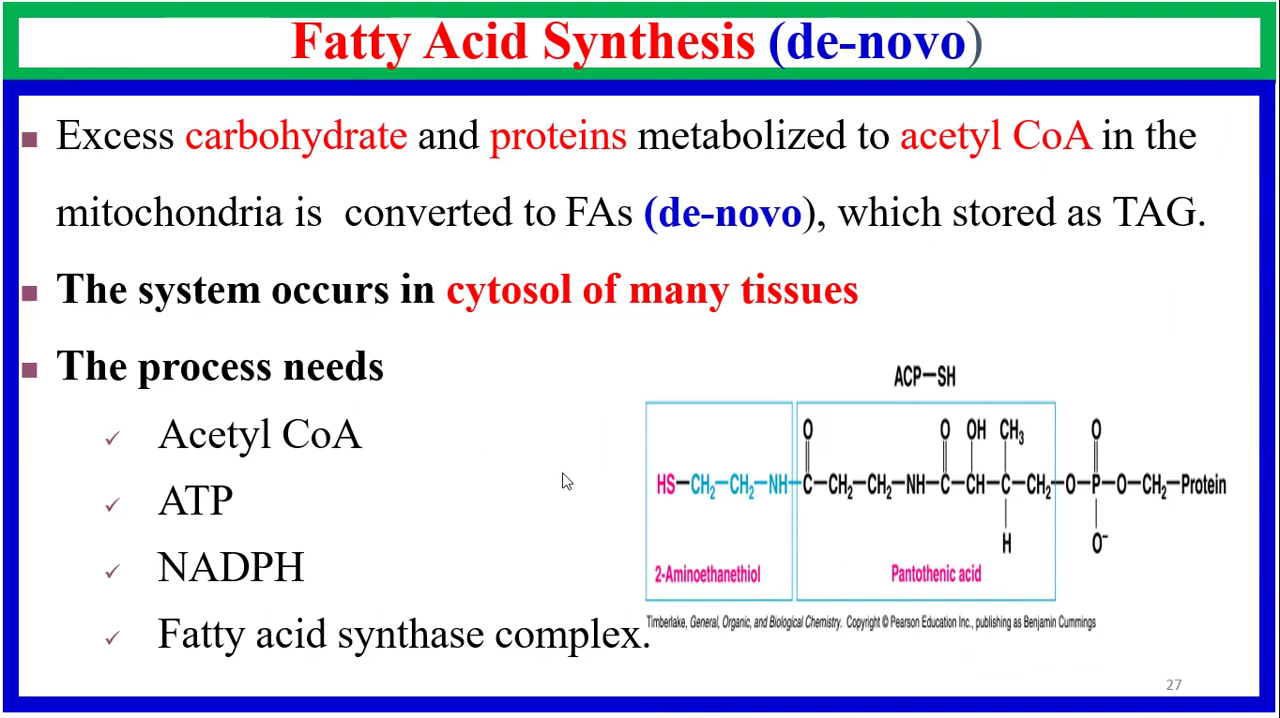 Fatty Acid Synthesis (de-novo)
■ Excess carbohydrate and proteins metabolized to acetyl CoA in the
mitochondria is converted to FAs (de-novo), which stored as TAG.
■ The system occurs in cytosol of many tissues
■ The process needs
✓ Acetyl CoA
✓ ATP
✓ NADPH
✓ Fatty acid synthase complex.
ACP—SH
O O OH CH₃ O
HS—CH₂—CH₂—NH—C—CH₂—CH₂—NH—C—CH—C—CH₂—O—P—O—CH₂—Protein
H O⁻
2-Aminoethanethiol Pantothenic acid
Timberlake, General, Organic, and Biological Chemistry. Copyright © Pearson Education Inc., publishing as Benjamin Cummings
27